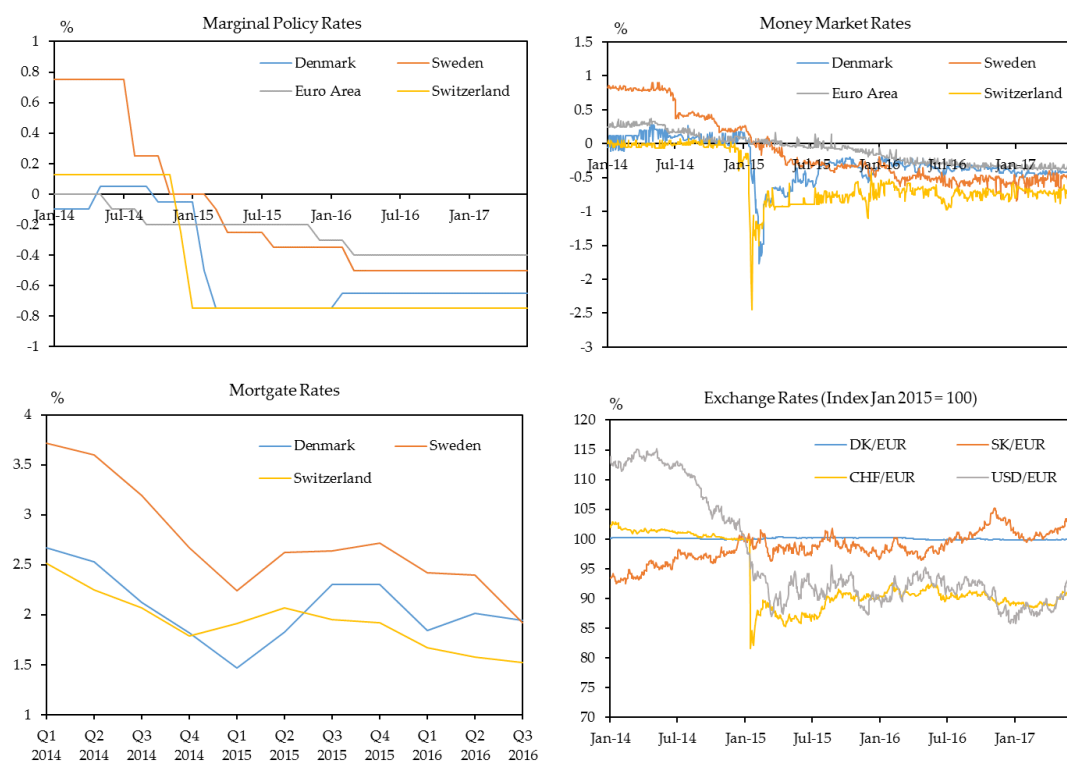 Marginal Policy Rates
%
Denmark
Sweden
Euro Area
Switzerland
1
0.8
0.6
0.4
0.2
0
-0.2
-0.4
-0.6
-0.8
-1
Jan-14 Jul-14 Jan-15 Jul-15 Jan-16 Jul-16 Jan-17
Money Market Rates
%
Denmark
Sweden
Euro Area
Switzerland
1.5
1
0.5
0
-0.5
-1
-1.5
-2
-2.5
-3
Jan-14 Jul-14 Jan-15 Jul-15 Jan-16 Jul-16 Jan-17
Mortgate Rates
%
Denmark
Sweden
Switzerland
4
3.5
3
2.5
2
1.5
1
Q1 Q2 Q3 Q4 Q1 Q2 Q3 Q4 Q1 Q2 Q3
2014 2014 2014 2014 2015 2015 2015 2015 2016 2016 2016
Exchange Rates (Index Jan 2015 = 100)
%
DK/EUR
SK/EUR
CHF/EUR
USD/EUR
120
115
110
105
100
95
90
85
80
75
70
Jan-14 Jul-14 Jan-15 Jul-15 Jan-16 Jul-16 Jan-17